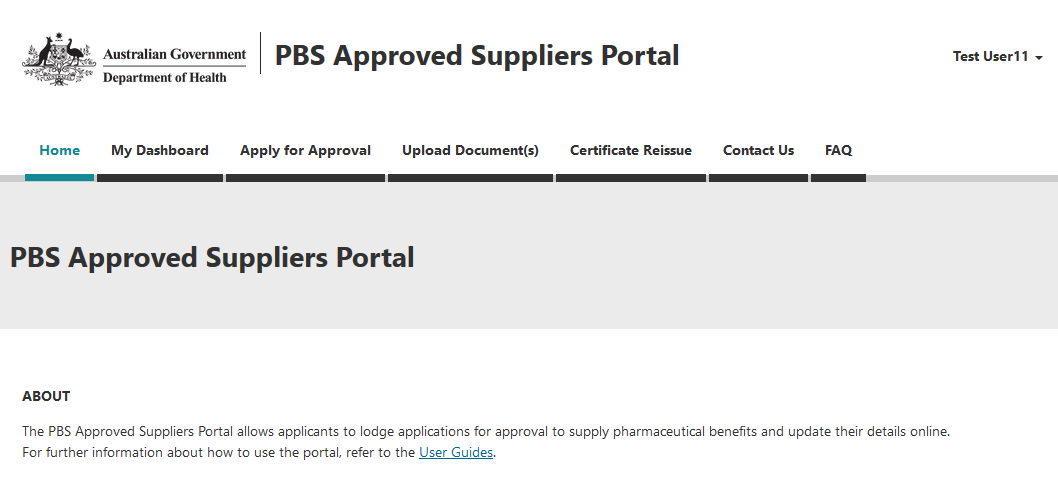 Australian Government
Department of Health
PBS Approved Suppliers Portal
Test User11
Home My Dashboard Apply for Approval Upload Document(s) Certificate Reissue Contact Us FAQ
PBS Approved Suppliers Portal
ABOUT
The PBS Approved Suppliers Portal allows applicants to lodge applications for approval to supply pharmaceutical benefits and update their details online.
For further information about how to use the portal, refer to the User Guides.